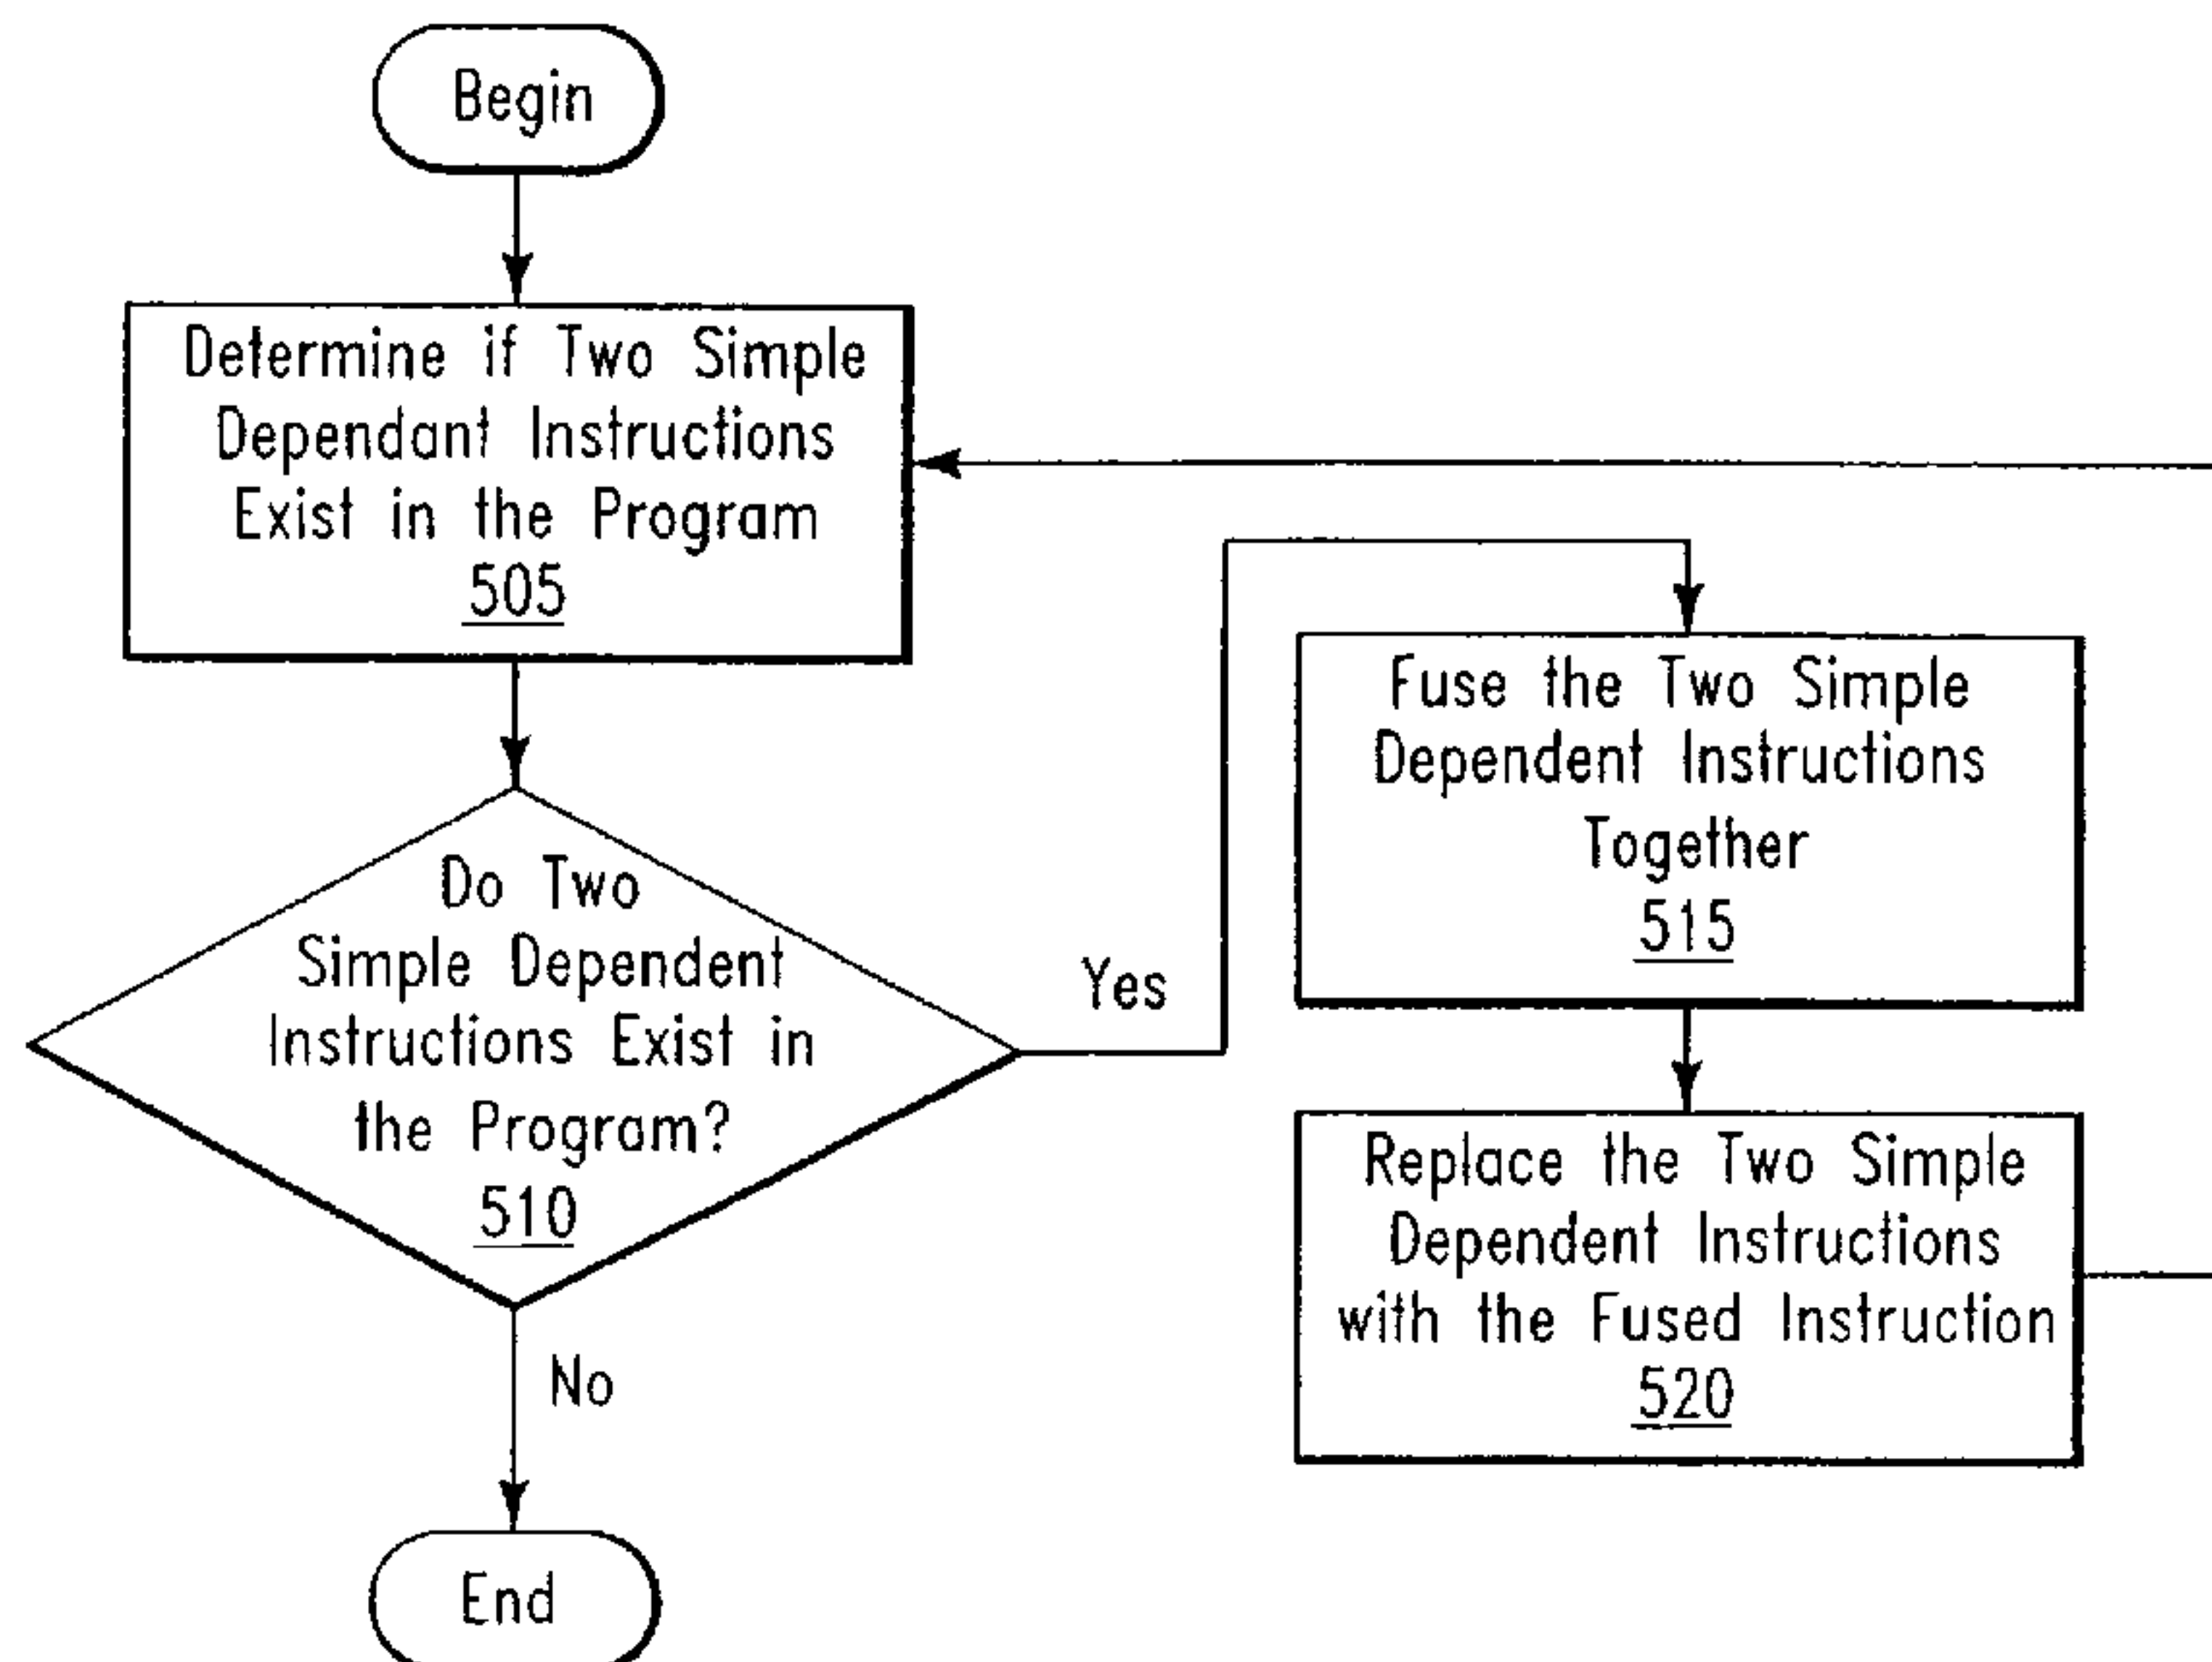 Begin
Determine if Two Simple
Dependant Instructions
Exist in the Program
505
Do Two
Simple Dependent
Instructions Exist in
the Program?
510
Yes
No
End
Fuse the Two Simple
Dependent Instructions
Together
515
Replace the Two Simple
Dependent Instructions
with the Fused Instruction
520